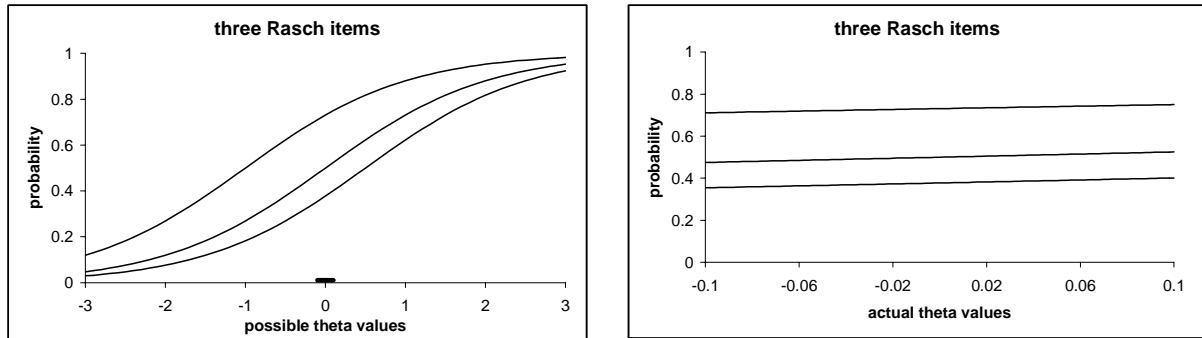 three Rasch items
1
0.8
0.6
0.4
0.2
0
probability
-3 -2 -1 0 1 2 3
possible theta values
three Rasch items
1
0.8
0.6
0.4
0.2
0
probability
-0.1 -0.06 -0.02 0.02 0.06 0.1
actual theta values